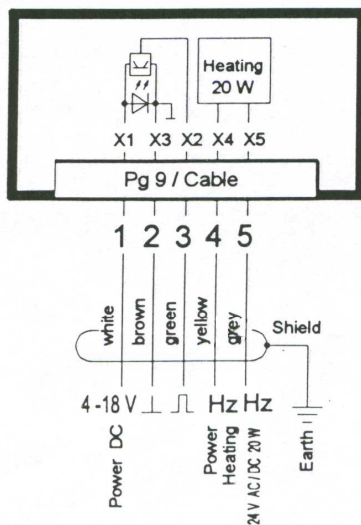 Heating
20 W
X1 X3 X2 X4 X5
Pg 9 / Cable
1 2 3 4 5
white
brown
green
yellow
grey
Shield
4 -18 V
Hz Hz
Power DC
Power
Heating
24 V AC / DC 20 W
Earth